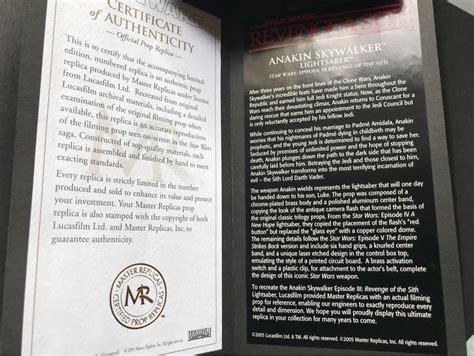 CERTIFICATE
of AUTHENTICITY
— Official Prop Replica —
This is to certify that the accompanying limited
edition, numbered replica is an authentic prop
replica produced by Master Replicas under license
from Lucasfilm Ltd. Recreated from original
Lucasfilm archival materials, including a detailed
examination of the original filming prop when
available, this replica is an accurate reproduction
of the filming prop seen on-screen in the Star Wars
saga. Constructed of top-quality materials, each
replica is assembled and finished by hand to meet
exacting standards.
Every replica is strictly limited in the number
produced and sold to enhance its value and protect
your investment. Your Master Replicas prop
replica is also stamped with the copyright of both
Lucasfilm Ltd. and Master Replicas, Inc. to
guarantee authenticity.
MASTER REPLICAS
MR
CERTIFIED PROP REPLICA
STAR WARS
REVENGE OF THE SITH
ANAKIN SKYWALKER™
LIGHTSABER™
STAR WARS: EPISODE III REVENGE OF THE SITH
After three years on the front lines of the Clone Wars, Anakin
Skywalker's incredible feats have made him a hero throughout the
Republic and earned him full Jedi Knight status. Now, as the Clone
Wars reach their devastating climax, Anakin returns to Coruscant for a
daring rescue that earns him an appointment to the Jedi Council but
is only reluctantly accepted by his fellow Jedi.
While continuing to conceal his marriage to Padmé Amidala, Anakin
worries that his nightmares of Padmé dying in childbirth may be
prophetic, and the young Jedi is determined to find a way to save her.
Seduced by promises of unlimited power and the hope of stopping
death, Anakin plunges down the path to the dark side that has been
carefully laid before him. Betraying the Jedi and those closest to him,
Anakin Skywalker transforms into the most terrifying incarnation of
evil – the Sith Lord Darth Vader.
The weapon Anakin wields represents the lightsaber that will one day
be handed down to his son, Luke. The prop was composed of a
chrome-plated brass body and a polished aluminum center band,
copying the look of the antique camera flash that formed the basis of
the original classic trilogy props. From the Star Wars: Episode IV A
New Hope lightsaber, they copied the placement of the flash's "red
button" but replaced the "glass eye" with a copper colored dome.
The remaining details follow the Star Wars: Episode V The Empire
Strikes Back version and include six hand grips, a knurled center
band, and a unique laser etched design in the control box top,
emulating the style of a printed circuit board. A brass activation
switch and a plastic clip, for attachment to the actor's belt, complete
the design of this iconic Star Wars weapon.
To recreate the Anakin Skywalker Episode III: Revenge of the Sith
Lightsaber, Lucasfilm provided Master Replicas with an actual filming
prop for reference, enabling our engineers to exactly reproduce every
detail and dimension. We hope you will proudly display this ultimate
replica in your collection for many years to come.
©2005 Lucasfilm Ltd. & TM. All rights reserved. ©2005 Master Replicas, Inc. All rights reserved.